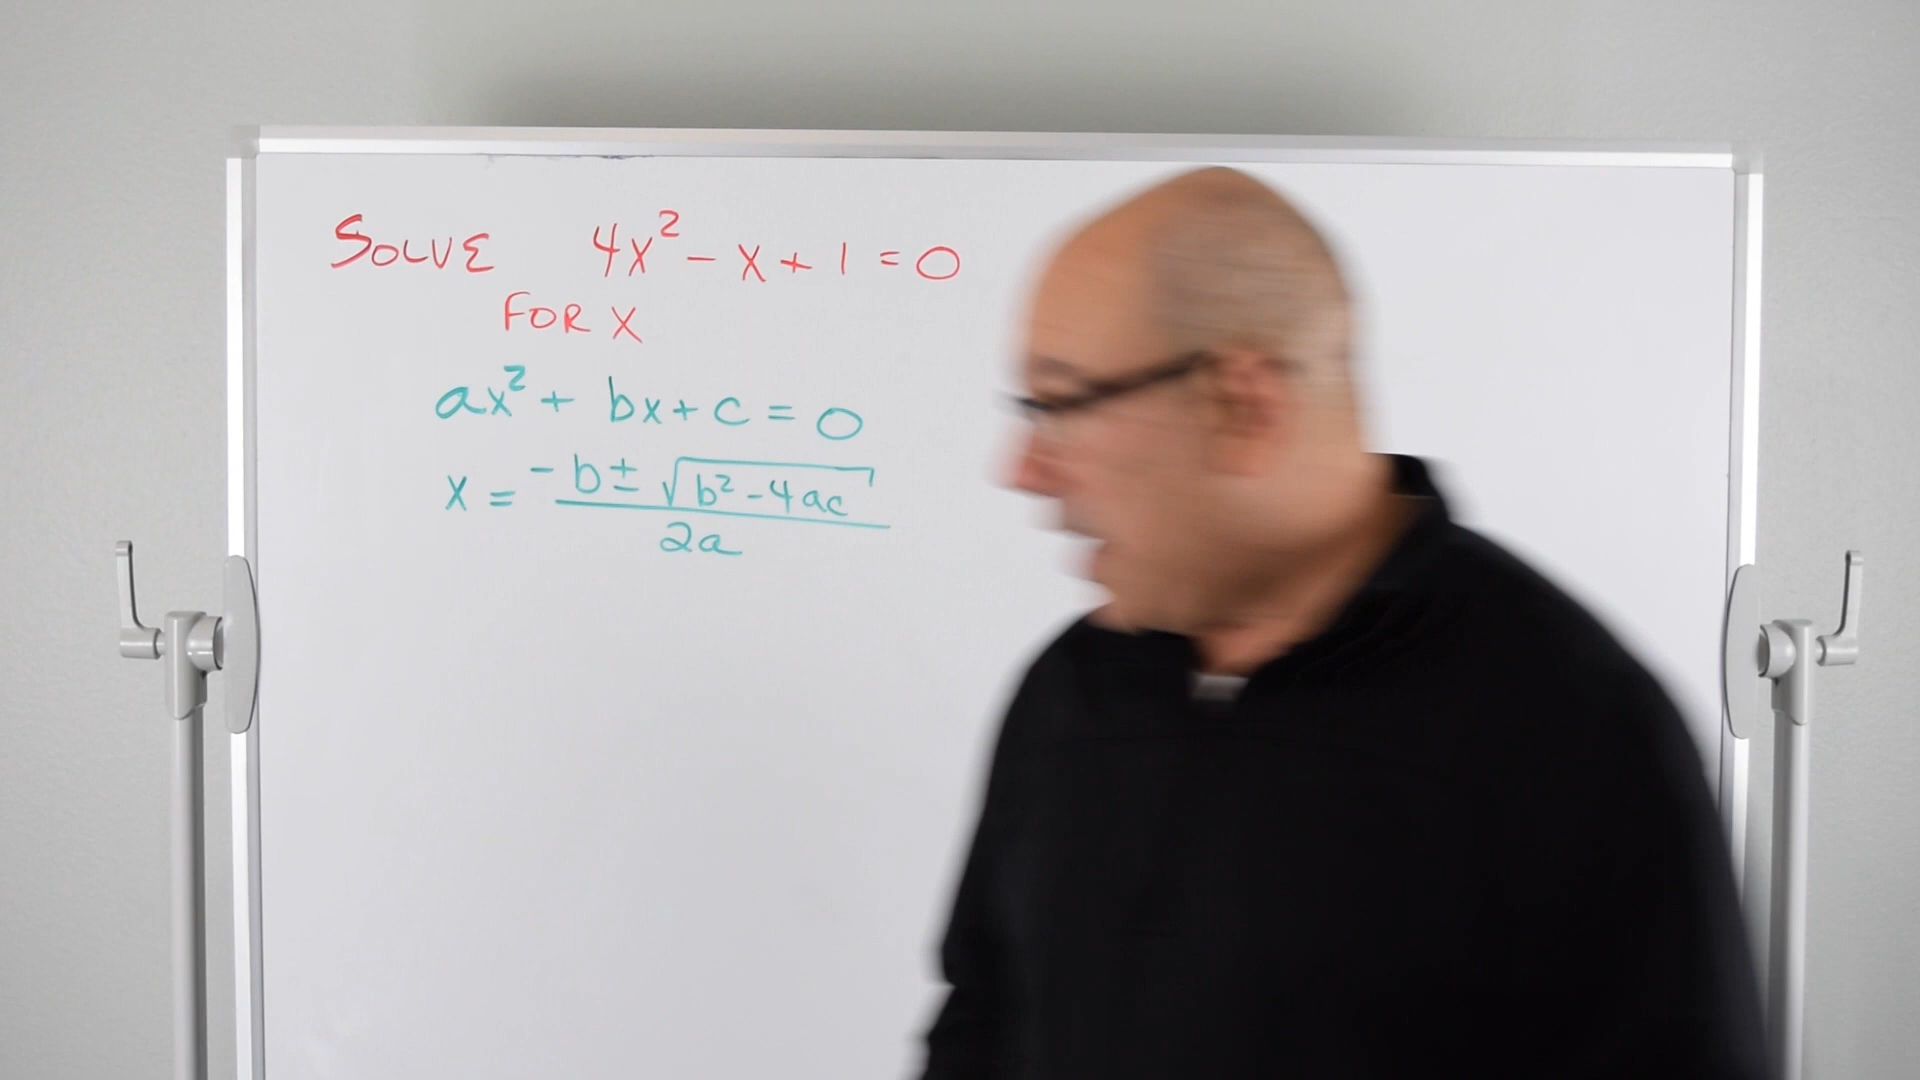 SOLVE 4x² - x + 1 = 0
FOR X
ax² + bx + c = 0
x = -b ± √b² - 4ac
2a